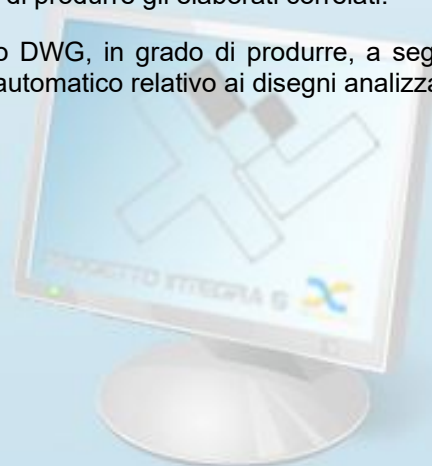 di produrre gli elaborati correlati.
o DWG, in grado di produrre, a seg
automatico relativo ai disegni analizza
PROGETTO INTEGRA 6